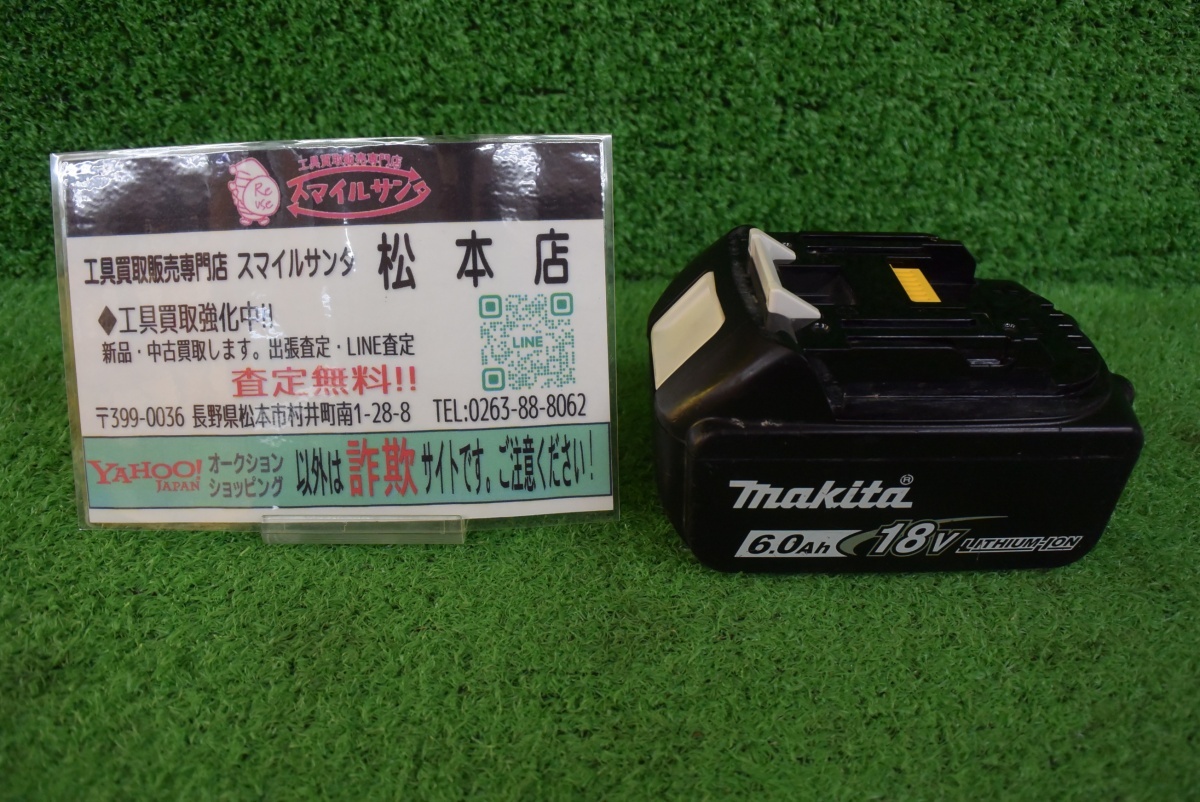 工具買取販売専門店
Re
use
スマイルサンタ
工具買取販売専門店 スマイルサンタ 松本店
◆工具買取強化中!!
新品・中古買取します。出張査定・LINE査定
査定無料!!
LINE
〒399-0036 長野県松本市村井町南1-28-8 TEL:0263-88-8062
YAHOO! JAPAN オークション ショッピング 以外は詐欺サイトです。ご注意ください!
makita®
6.0Ah 18V LITHIUM-ION